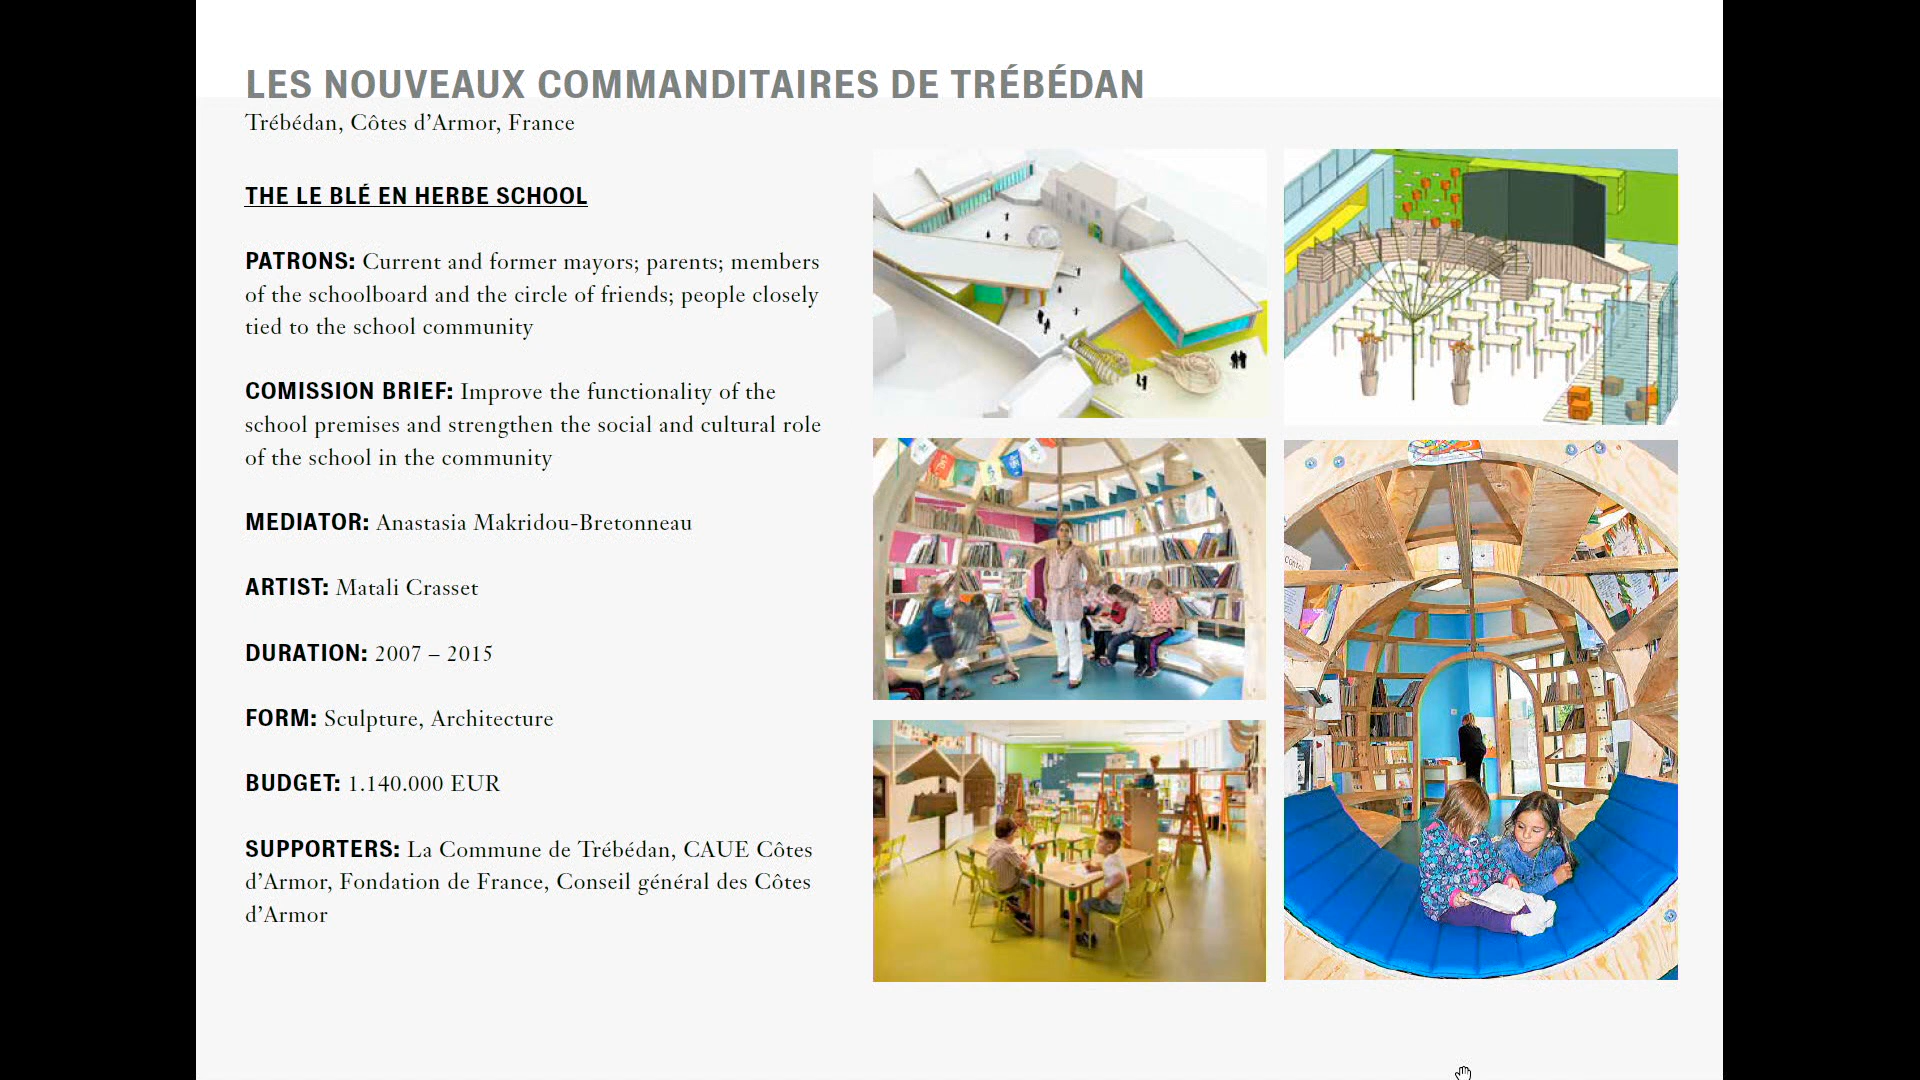 LES NOUVEAUX COMMANDITAIRES DE TRÉBÉDAN
Trébédan, Côtes d’Armor, France
THE LE BLÉ EN HERBE SCHOOL
PATRONS: Current and former mayors; parents; members
of the schoolboard and the circle of friends; people closely
tied to the school community
COMISSION BRIEF: Improve the functionality of the
school premises and strengthen the social and cultural role
of the school in the community
MEDIATOR: Anastasia Makridou-Bretonneau
ARTIST: Matali Crasset
DURATION: 2007 – 2015
FORM: Sculpture, Architecture
BUDGET: 1.140.000 EUR
SUPPORTERS: La Commune de Trébédan, CAUE Côtes
d’Armor, Fondation de France, Conseil général des Côtes
d’Armor